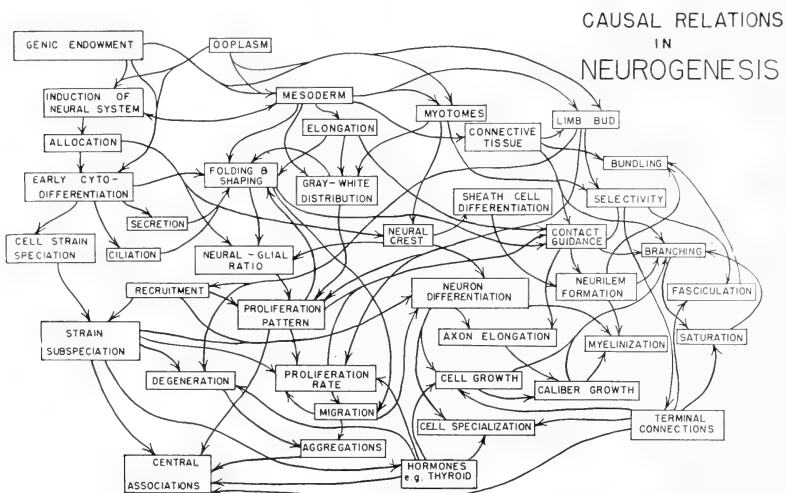 CAUSAL RELATIONS
IN
NEUROGENESIS
GENIC ENDOWMENT
OOPLASM
INDUCTION OF
NEURAL SYSTEM
MESODERM
MYOTOMES
LIMB BUD
ALLOCATION
ELONGATION
CONNECTIVE
TISSUE
BUNDLING
EARLY CYTO-
DIFFERENTIATION
FOLDING &
SHAPING
GRAY-WHITE
DISTRIBUTION
SHEATH CELL
DIFFERENTIATION
SELECTIVITY
SECRETION
CELL STRAIN
SPECIATION
CILIATION
NEURAL-GLIAL
RATIO
NEURAL
CREST
CONTACT
GUIDANCE
BRANCHING
RECRUITMENT
NEURON
DIFFERENTIATION
NEURILEM
FORMATION
FASCICULATION
PROLIFERATION
PATTERN
STRAIN
SUBSPECIATION
AXON ELONGATION
MYELINIZATION
SATURATION
DEGENERATION
PROLIFERATION
RATE
CELL GROWTH
CALIBER GROWTH
MIGRATION
CELL SPECIALIZATION
TERMINAL
CONNECTIONS
AGGREGATIONS
CENTRAL
ASSOCIATIONS
HORMONES
e.g. THYROID